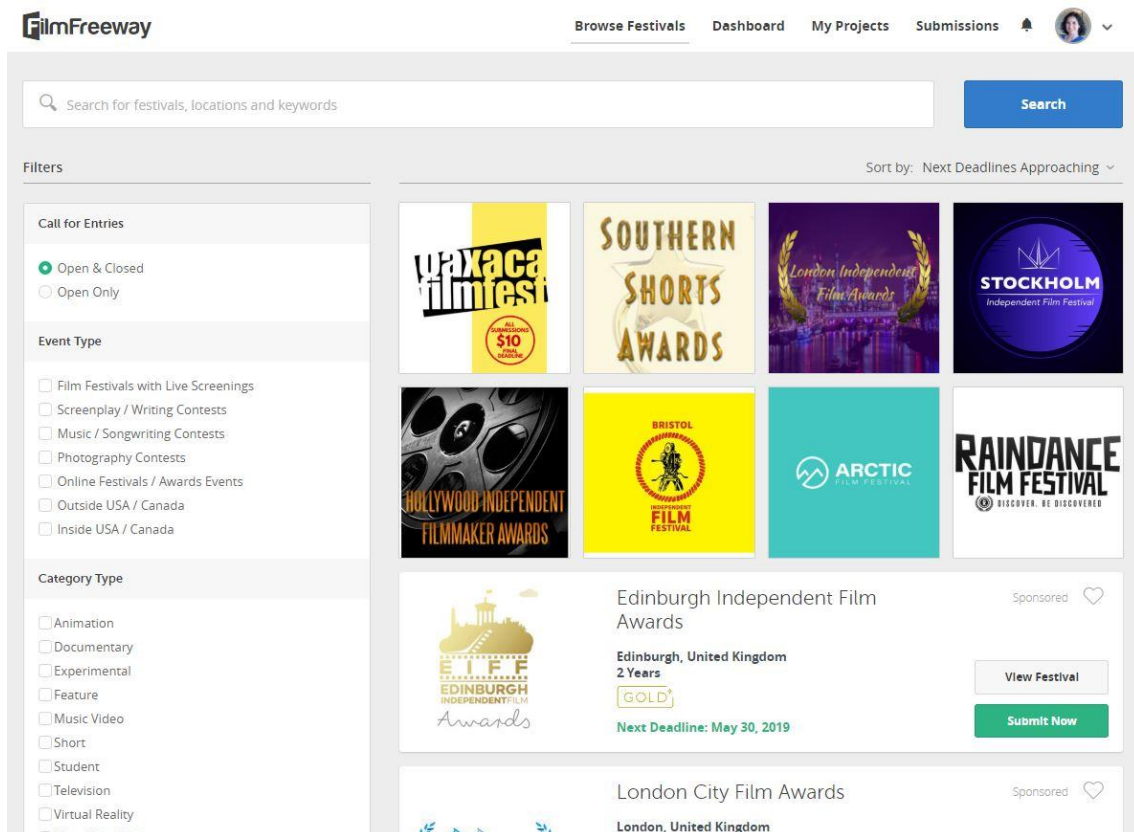 FilmFreeway
Browse Festivals Dashboard My Projects Submissions
Search for festivals, locations and keywords
Search
Filters
Sort by: Next Deadlines Approaching
Call for Entries
Open & Closed
Open Only
Event Type
Film Festivals with Live Screenings
Screenplay / Writing Contests
Music / Songwriting Contests
Photography Contests
Online Festivals / Awards Events
Outside USA / Canada
Inside USA / Canada
Category Type
Animation
Documentary
Experimental
Feature
Music Video
Short
Student
Television
Virtual Reality
oaxaca
filmfest
ALL
SUBMISSIONS
$10
FINAL
DEADLINE
SOUTHERN
SHORTS
AWARDS
London Independent
Film Awards
STOCKHOLM
Independent Film Festival
HOLLYWOOD INDEPENDENT
FILMMAKER AWARDS
BRISTOL
INDEPENDENT
FILM
FESTIVAL
ARCTIC
FILM FESTIVAL
RAINDANCE
FILM FESTIVAL
DISCOVER. BE DISCOVERED
EIFF
EDINBURGH
INDEPENDENTFILM
Awards
Edinburgh Independent Film
Awards
Edinburgh, United Kingdom
2 Years
GOLD
Next Deadline: May 30, 2019
Sponsored
View Festival
Submit Now
London City Film Awards
London, United Kingdom
Sponsored